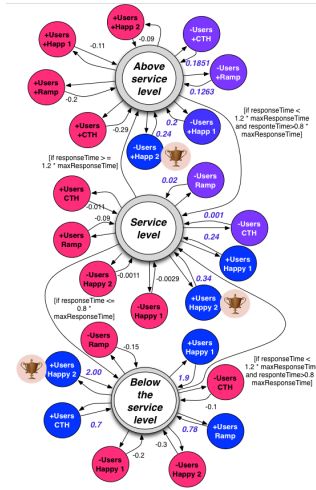 +Users
+Happ 2
+Users
+Happ 1
-0.11
-0.09
-Users
+CTH
0.1851
+Users
+Ramp
-0.2
Above
service
level
-Users
+Ramp
0.1263
+Users
+CTH
-0.29
0.2
0.24
-Users
+Happ 1
-Users
+Happ 2
[if responseTime <
1.2 * maxResponse
and responteTime>0.8 *
maxResponse]
[if responseTime > =
1.2 * maxResponse]
-Users
CTH
-0.011
0.02
-Users
Ramp
-0.09
+Users
Ramp
Service
level
0.001
-Users
CTH
0.24
+Users
Happy 1
-Users
Happy 2
-0.0011
-0.0029
0.34
+Users
Happy 2
-Users
Happy 1
[if responseTime <=
0.8 *
maxResponse]
-Users
Ramp
-0.15
+Users
Happy 1
[if responseTime <
1.2 * maxResponseTim
and responteTime>0.8
maxResponse]
+Users
Happy 2
2.00
1.9
-Users
CTH
-0.1
Below
the
service
level
+Users
CTH
0.7
0.78
+Users
Ramp
-0.2
-0.3
-Users
Happy 1
-Users
Happy 2